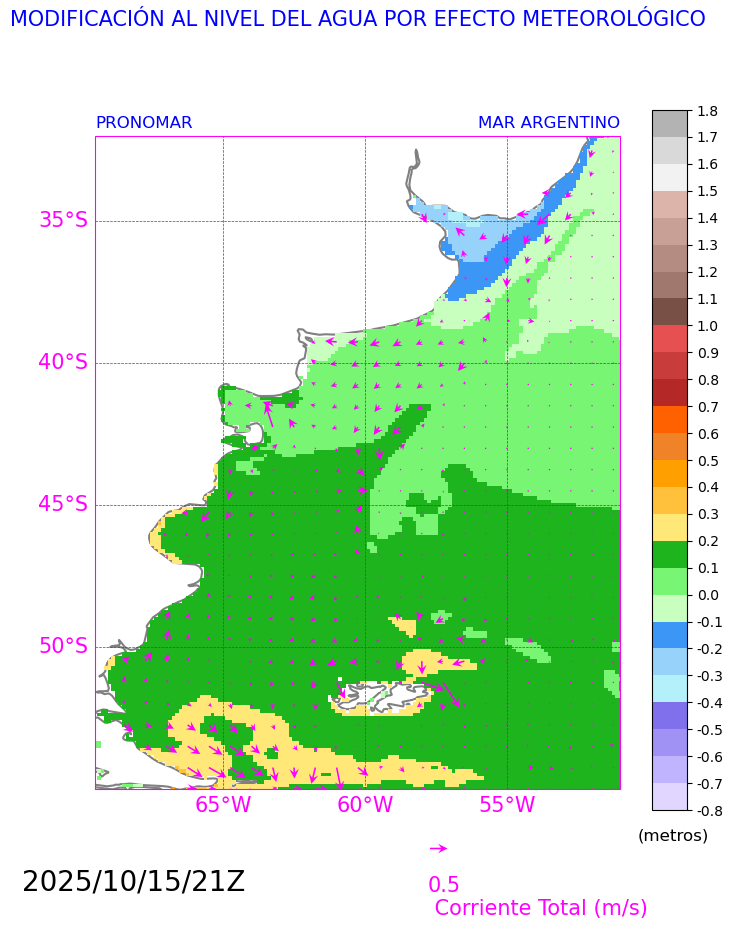 MODIFICACIÓN AL NIVEL DEL AGUA POR EFECTO METEOROLÓGICO
PRONOMAR
MAR ARGENTINO
35°S
40°S
45°S
50°S
65°W
60°W
55°W
1.8
1.7
1.6
1.5
1.4
1.3
1.2
1.1
1.0
0.9
0.8
0.7
0.6
0.5
0.4
0.3
0.2
0.1
0.0
-0.1
-0.2
-0.3
-0.4
-0.5
-0.6
-0.7
-0.8
(metros)
2025/10/15/21Z
0.5
Corriente Total (m/s)